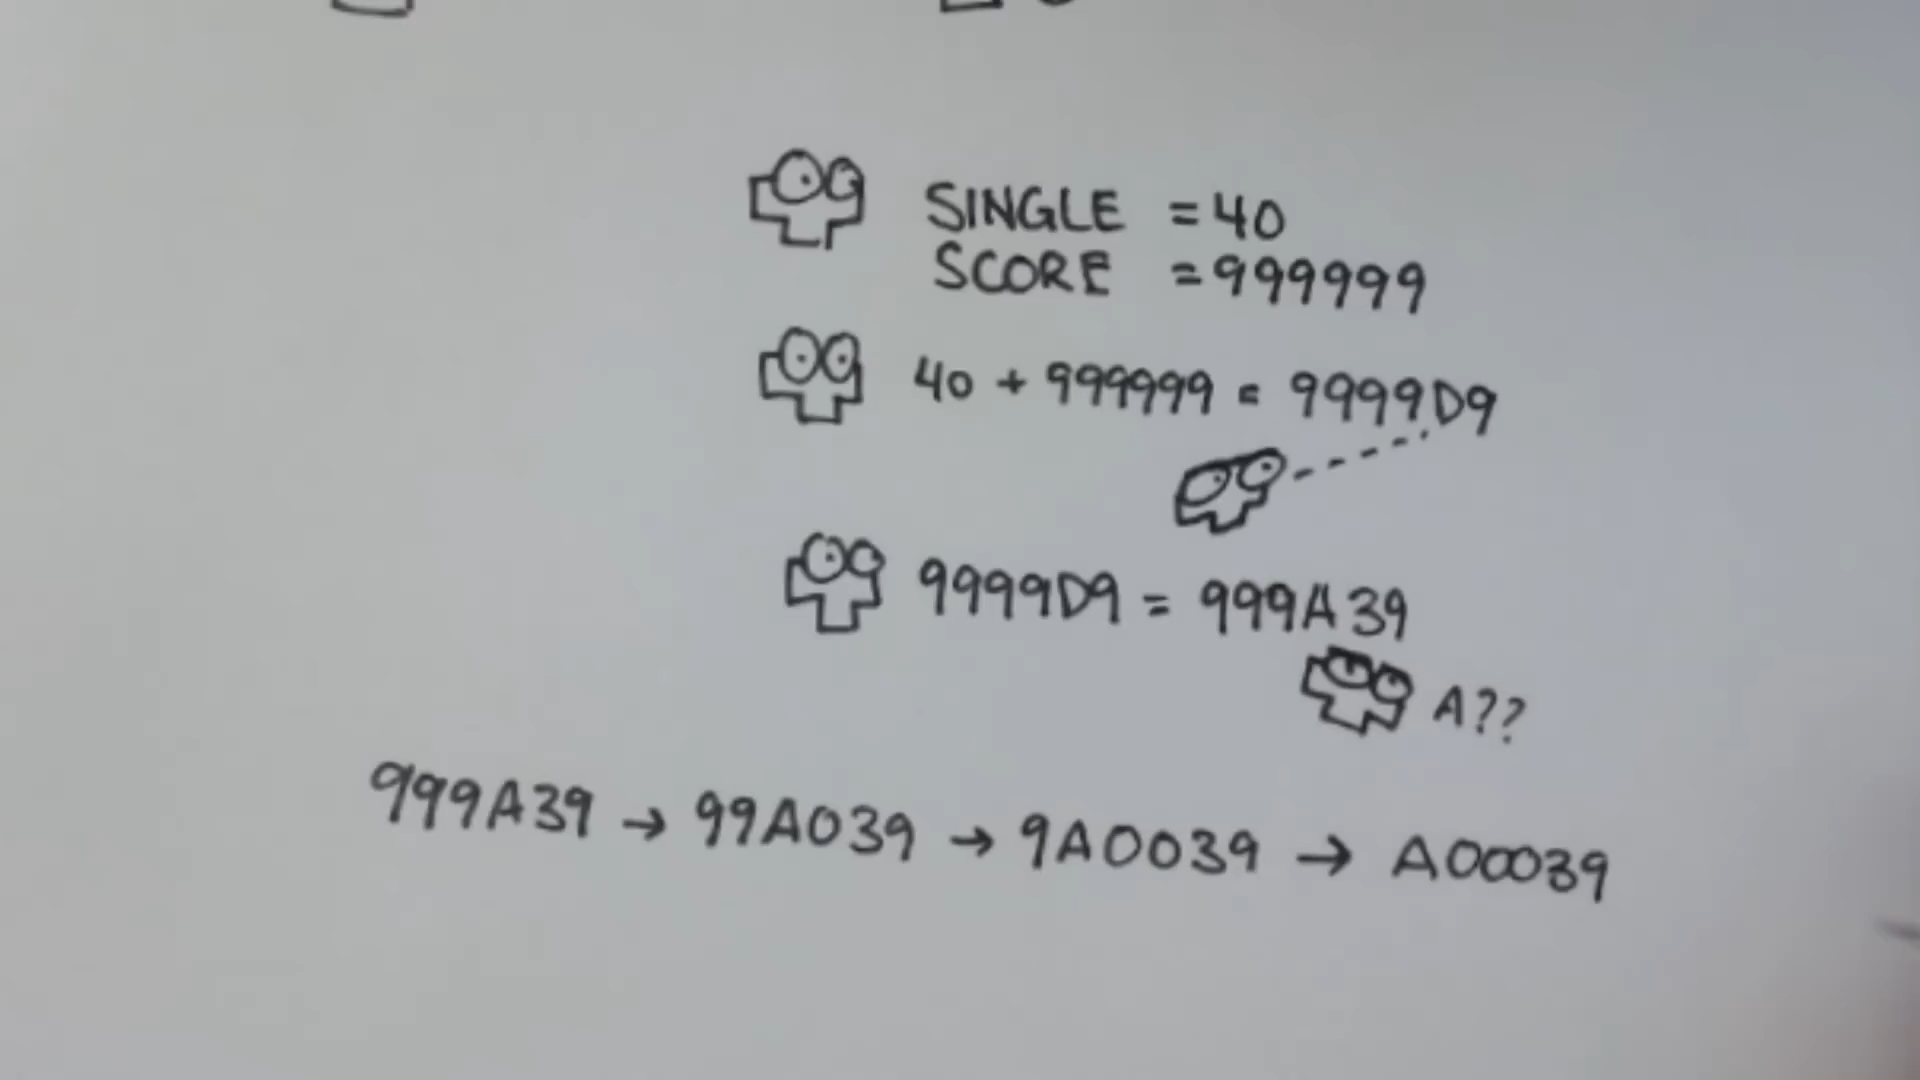 SINGLE = 40
SCORE = 999999
40 + 999999 = 9999D9
9999D9 = 999A39
A??
999A39 → 99A039 → 9A0039 → A00039